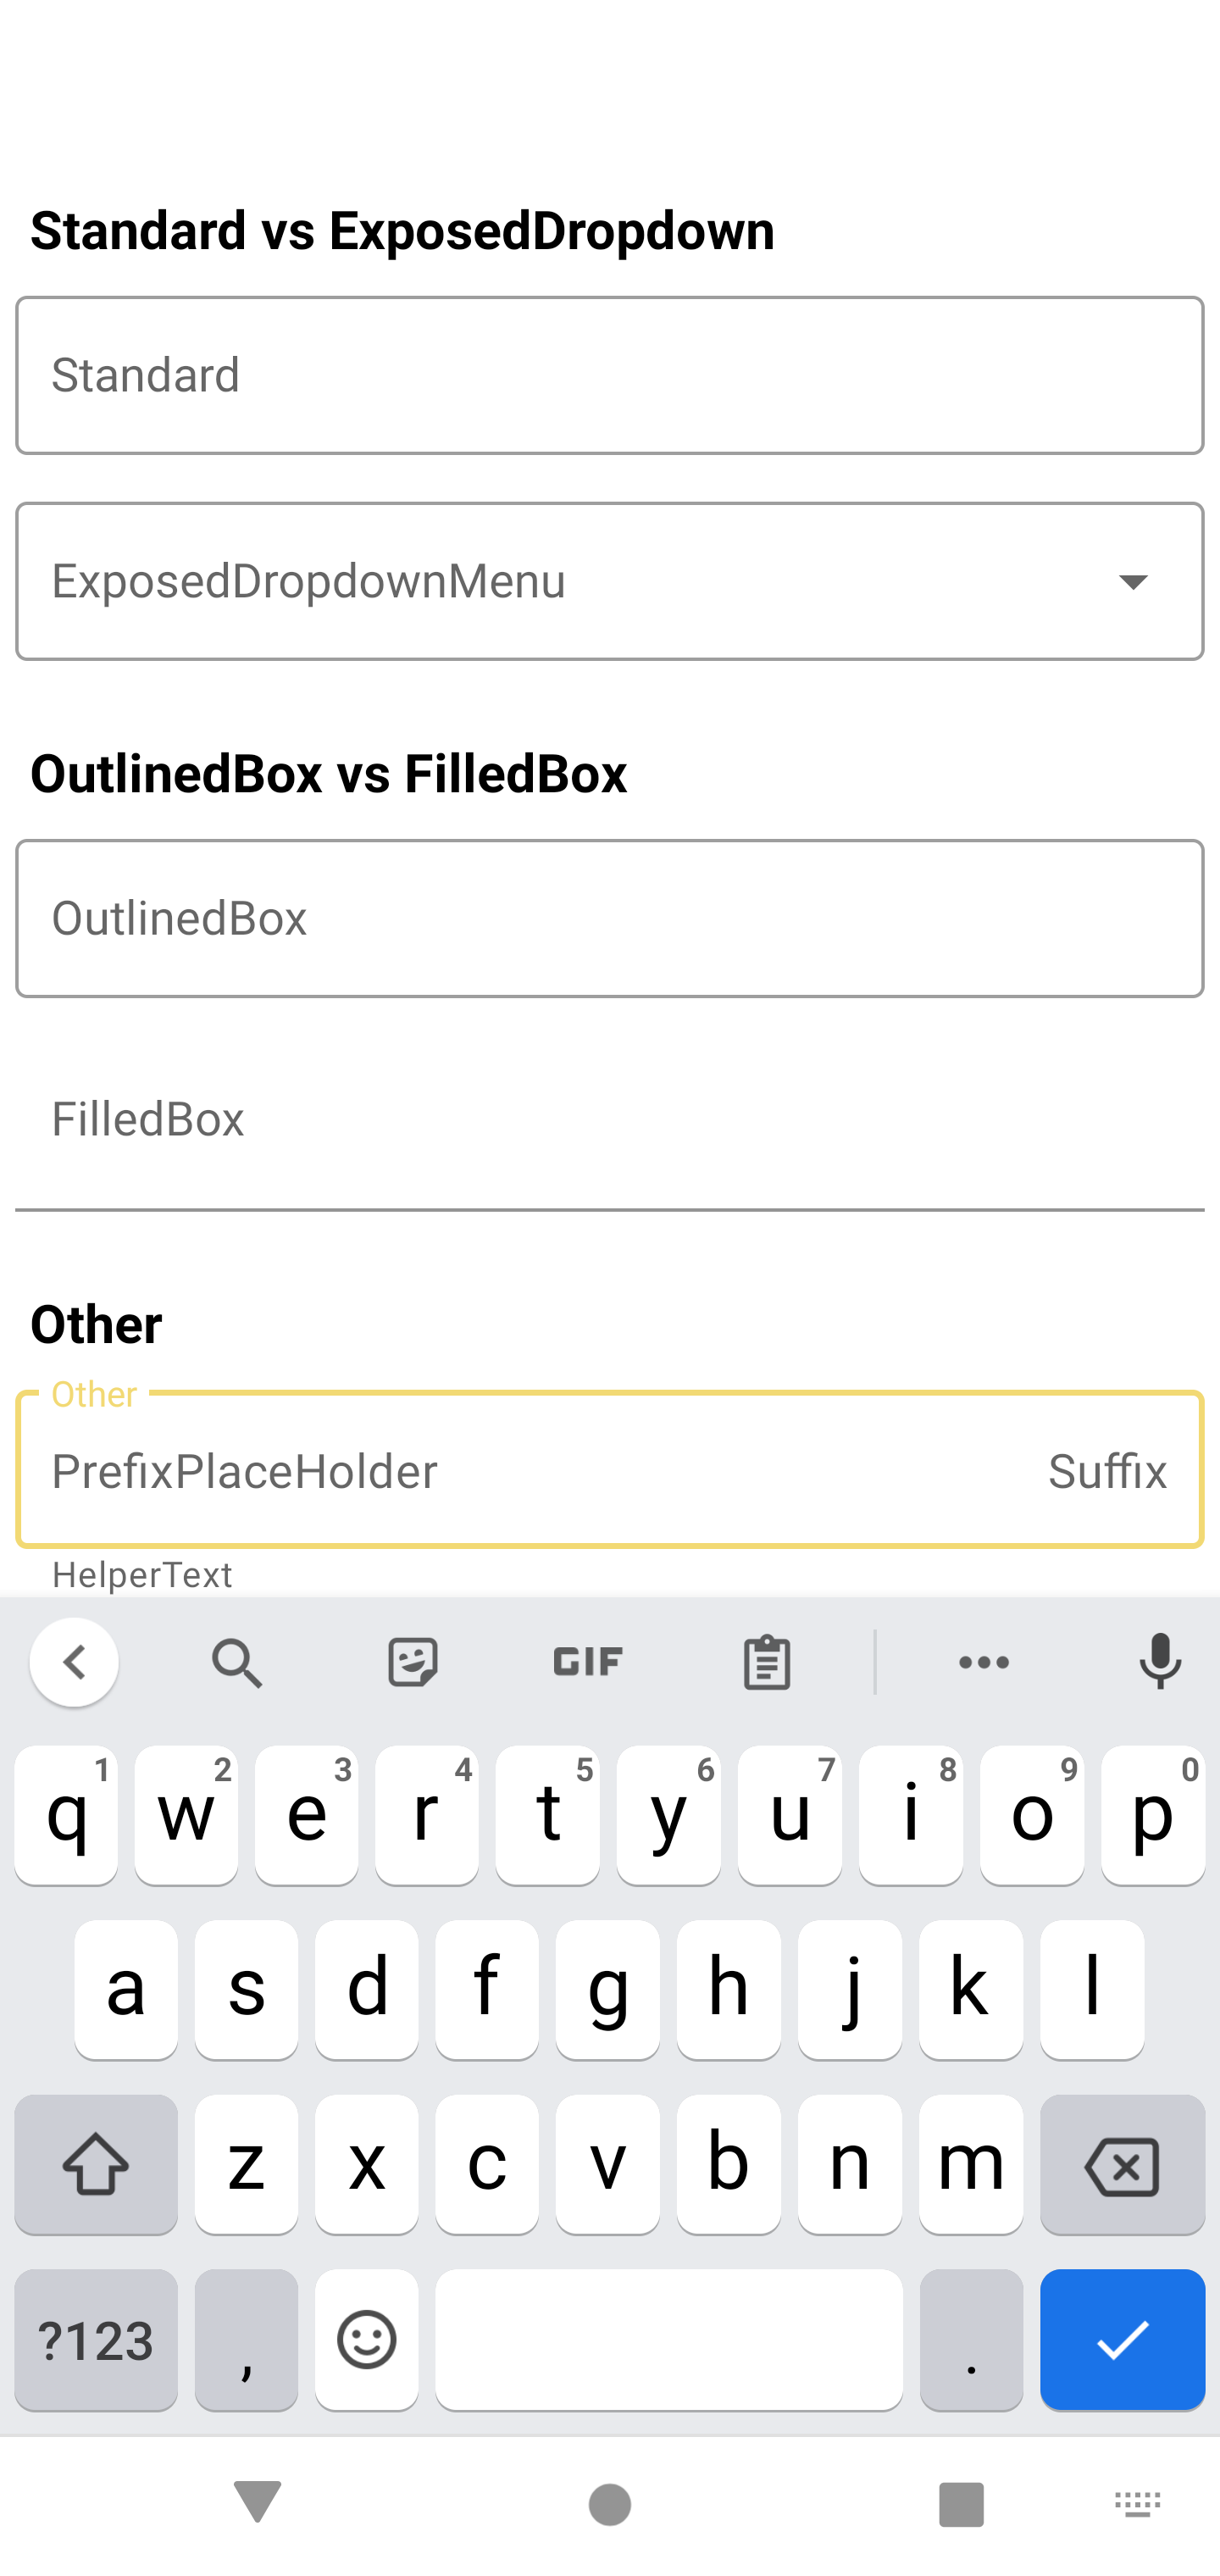 Standard vs ExposedDropdown
Standard
ExposedDropdownMenu
OutlinedBox vs FilledBox
OutlinedBox
FilledBox
Other
Other
PrefixPlaceHolder Suffix
HelperText
GIF
1 2 3 4 5 6 7 8 9 0
q w e r t y u i o p
a s d f g h j k l
z x c v b n m
?123 , .